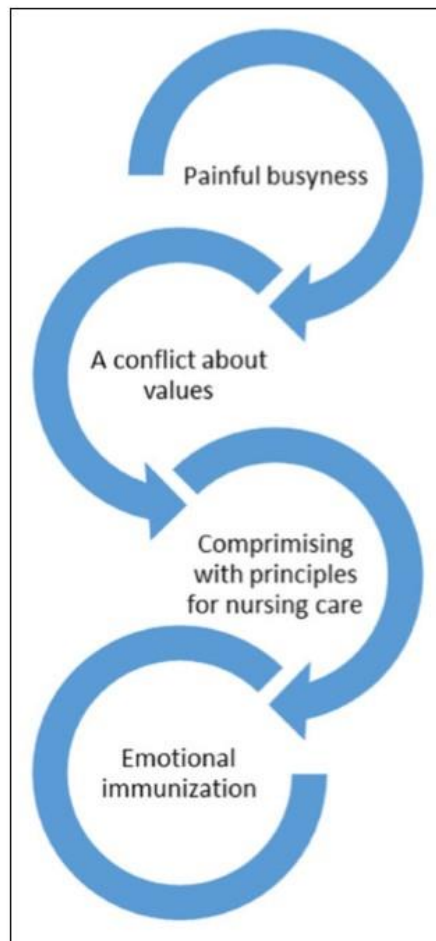 Painful busyness
A conflict about
values
Comprimising
with principles
for nursing care
Emotional
immunization